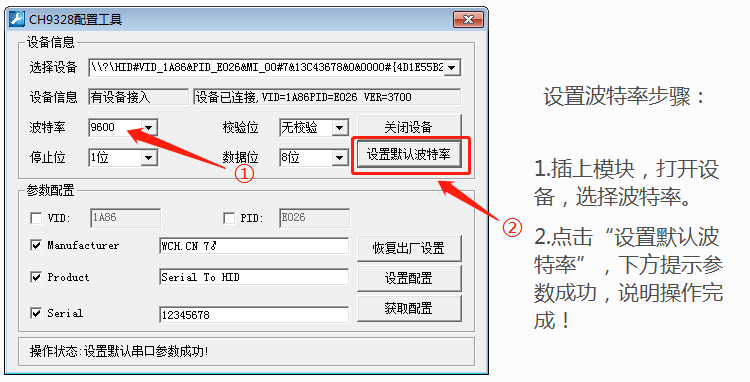 CH9328配置工具
设备信息
选择设备 \\?\HID#VID_1A86&PID_E026&MI_00#7&13C43678&0&0000#{4D1E55B2
设备信息 有设备接入 设备已连接,VID=1A86PID=E026 VER=3700
波特率 9600 校验位 无校验 关闭设备
停止位 1位 数据位 8位 设置默认波特率
①
②
参数配置
VID: 1A86 PID: E026
Manufacturer WCH.CN 7♂ 恢复出厂设置
Product Serial To HID 设置配置
Serial 12345678 获取配置
操作状态:设置默认串口参数成功!
设置波特率步骤：
1.插上模块，打开设
备，选择波特率。
2.点击“设置默认波
特率”，下方提示参
数成功，说明操作完
成！